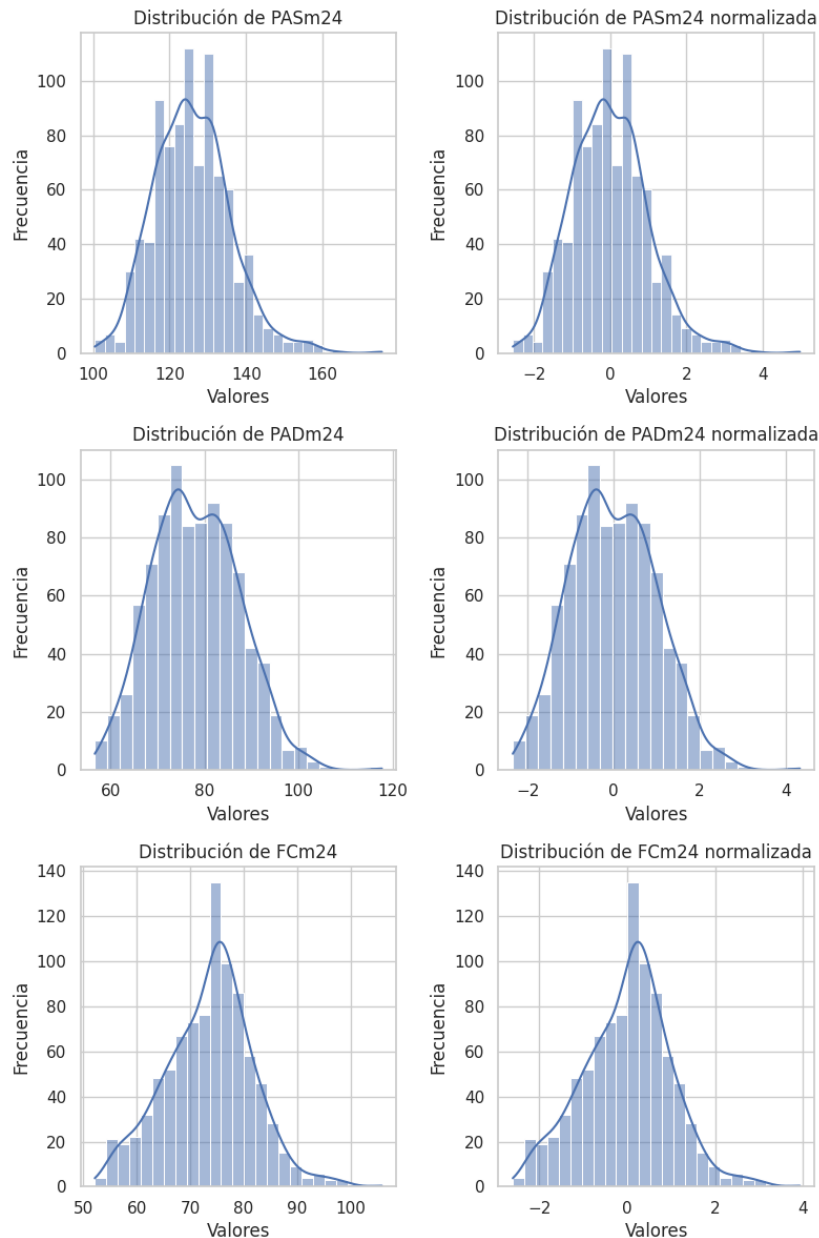 Distribución de PASm24
Frecuencia
100
80
60
40
20
0
100 120 140 160
Valores
Distribución de PASm24 normalizada
Frecuencia
100
80
60
40
20
0
−2 0 2 4
Valores
Distribución de PADm24
Frecuencia
100
80
60
40
20
0
60 80 100 120
Valores
Distribución de PADm24 normalizada
Frecuencia
100
80
60
40
20
0
−2 0 2 4
Valores
Distribución de FCm24
Frecuencia
140
120
100
80
60
40
20
0
50 60 70 80 90 100
Valores
Distribución de FCm24 normalizada
Frecuencia
140
120
100
80
60
40
20
0
−2 0 2 4
Valores